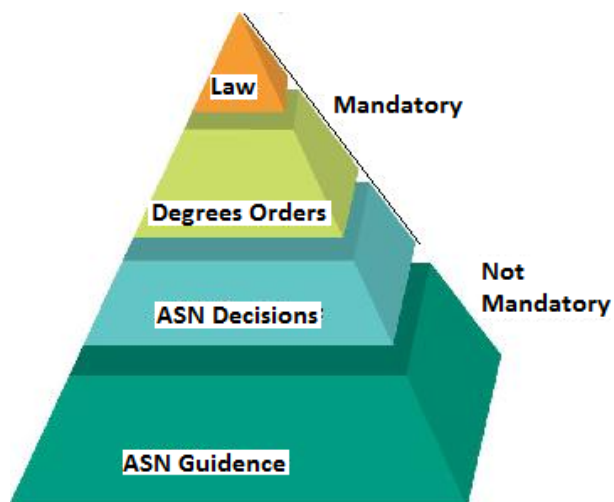 Law
Mandatory
Degrees Orders
Not
Mandatory
ASN Decisions
ASN Guidence